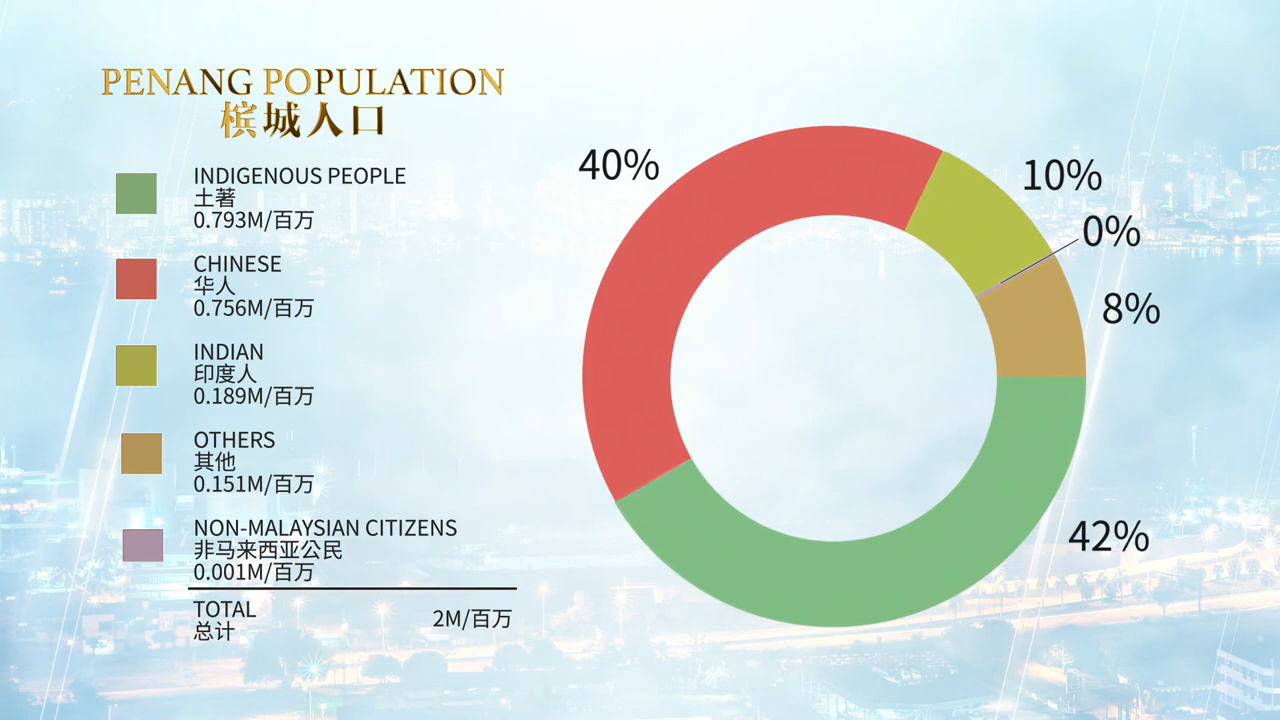 PENANG POPULATION
槟城人口
INDIGENOUS PEOPLE
土著
0.793M/百万
CHINESE
华人
0.756M/百万
INDIAN
印度人
0.189M/百万
OTHERS
其他
0.151M/百万
NON-MALAYSIAN CITIZENS
非马来西亚公民
0.001M/百万
TOTAL
总计
2M/百万
40%
10%
0%
8%
42%